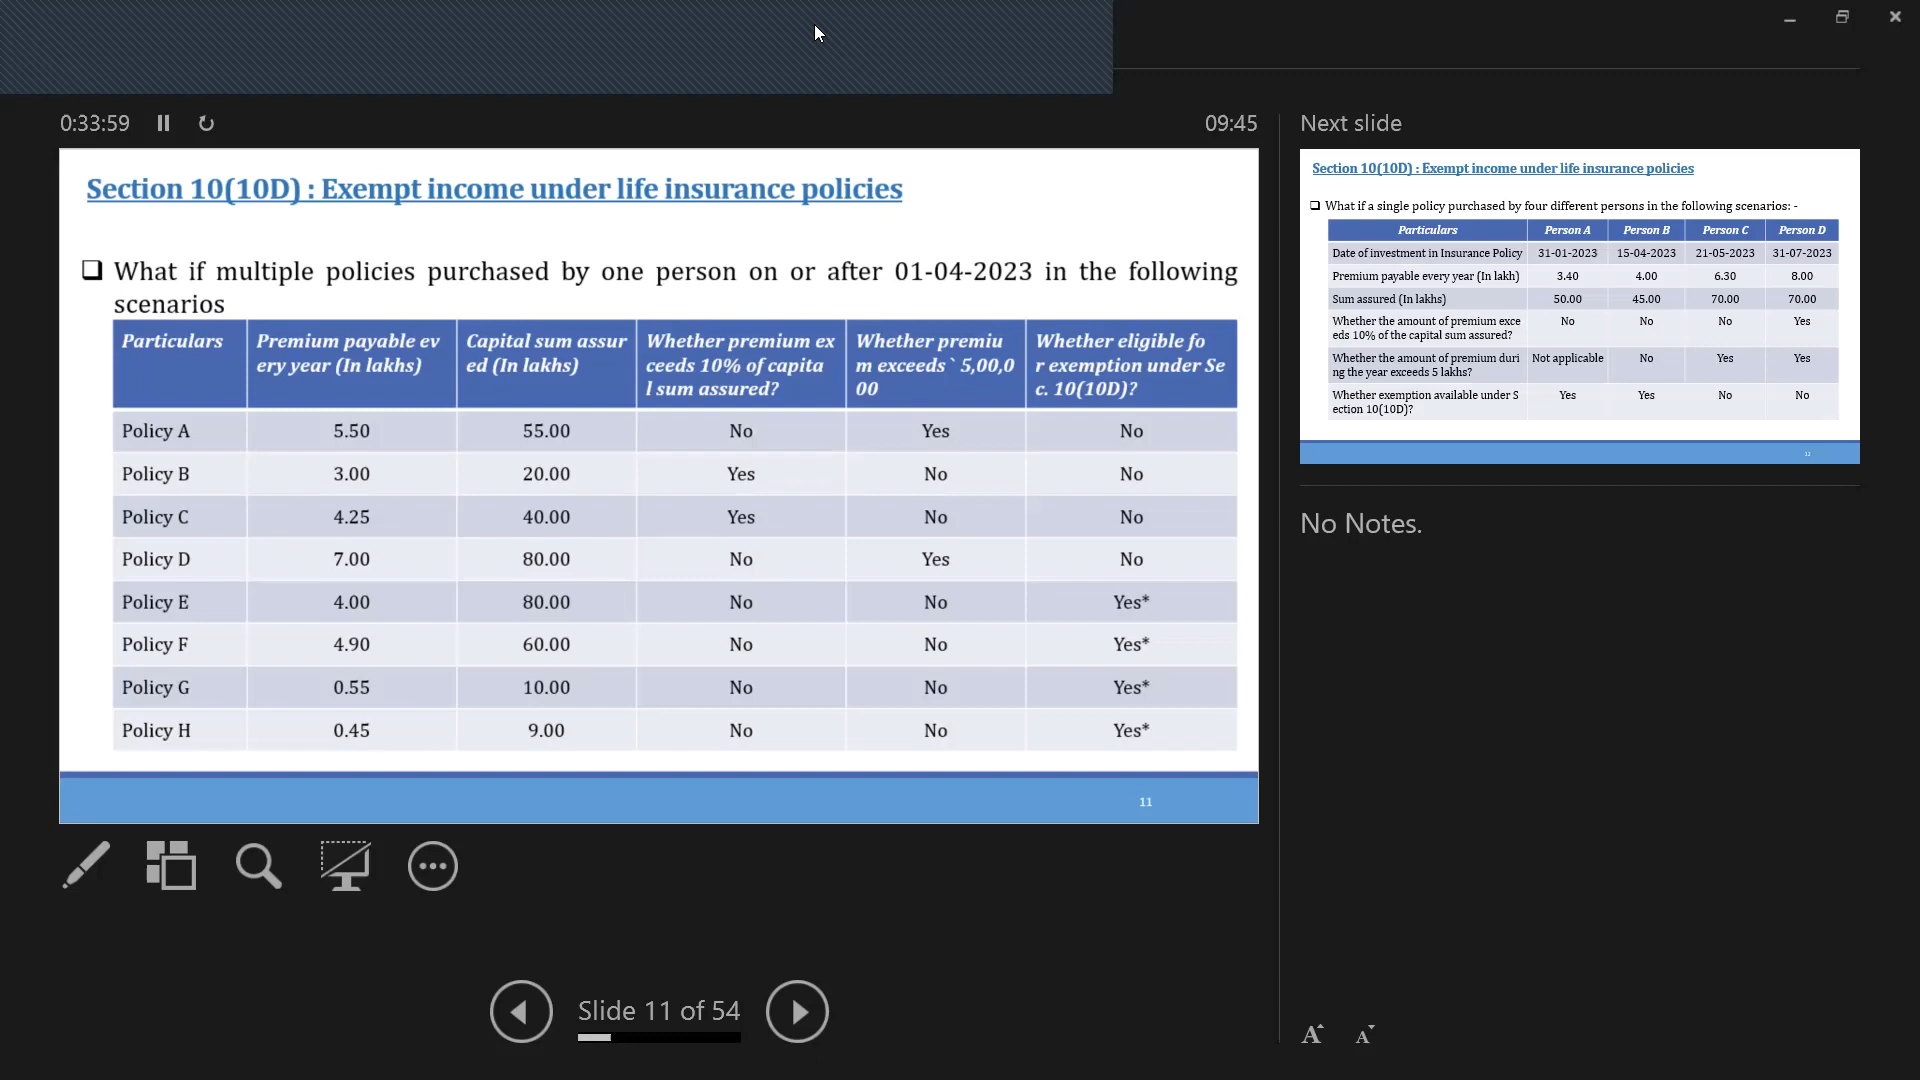 0:33:59
09:45
Section 10(10D) : Exempt income under life insurance policies
❑ What if multiple policies purchased by one person on or after 01-04-2023 in the following
scenarios
Particulars
Premium payable ev
ery year (In lakhs)
Capital sum assur
ed (In lakhs)
Whether premium ex
ceeds 10% of capita
l sum assured?
Whether premiu
m exceeds ` 5,00,0
00
Whether eligible fo
r exemption under Se
c. 10(10D)?
Policy A 5.50 55.00 No Yes No
Policy B 3.00 20.00 Yes No No
Policy C 4.25 40.00 Yes No No
Policy D 7.00 80.00 No Yes No
Policy E 4.00 80.00 No No Yes*
Policy F 4.90 60.00 No No Yes*
Policy G 0.55 10.00 No No Yes*
Policy H 0.45 9.00 No No Yes*
11
Slide 11 of 54
Next slide
Section 10(10D) : Exempt income under life insurance policies
❑ What if a single policy purchased by four different persons in the following scenarios: -
Particulars Person A Person B Person C Person D
Date of investment in Insurance Policy 31-01-2023 15-04-2023 21-05-2023 31-07-2023
Premium payable every year (In lakh) 3.40 4.00 6.30 8.00
Sum assured (In lakhs) 50.00 45.00 70.00 70.00
Whether the amount of premium exce No No No Yes
eds 10% of the capital sum assured?
Whether the amount of premium duri Not applicable No Yes Yes
ng the year exceeds 5 lakhs?
Whether exemption available under S Yes Yes No No
ection 10(10D)?
12
No Notes.
A A